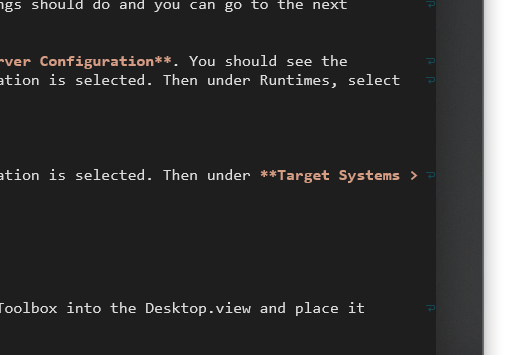 ngs should do and you can go to the next
rver Configuration**. You should see the
ation is selected. Then under Runtimes, select
ation is selected. Then under **Target Systems >
Toolbox into the Desktop.view and place it